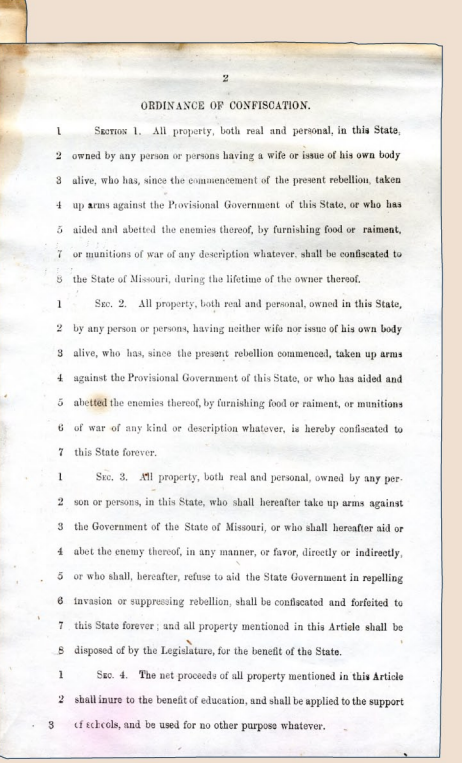 2
ORDINANCE OF CONFISCATION.
1 SECTION 1. All property, both real and personal, in this State,
2 owned by any person or persons having a wife or issue of his own body
3 alive, who has, since the commencement of the present rebellion, taken
4 up arms against the Provisional Government of this State, or who has
5 aided and abetted the enemies thereof, by furnishing food or raiment,
7 or munitions of war of any description whatever, shall be confiscated to
8 the State of Missouri, during the lifetime of the owner thereof.
1 SEC. 2. All property, both real and personal, owned in this State,
2 by any person or persons, having neither wife nor issue of his own body
3 alive, who has, since the present rebellion commenced, taken up arms
4 against the Provisional Government of this State, or who has aided and
5 abetted the enemies thereof, by furnishing food or raiment, or munitions
6 of war of any kind or description whatever, is hereby confiscated to
7 this State forever.
1 SEC. 3. All property, both real and personal, owned by any per-
2 son or persons, in this State, who shall hereafter take up arms against
3 the Government of the State of Missouri, or who shall hereafter aid or
4 abet the enemy thereof, in any manner, or favor, directly or indirectly,
5 or who shall, hereafter, refuse to aid the State Government in repelling
6 invasion or suppressing rebellion, shall be confiscated and forfeited to
7 this State forever; and all property mentioned in this Article shall be
8 disposed of by the Legislature, for the benefit of the State.
1 SEC. 4. The net proceeds of all property mentioned in this Article
2 shall inure to the benefit of education, and shall be applied to the support
3 of schools, and be used for no other purpose whatever.